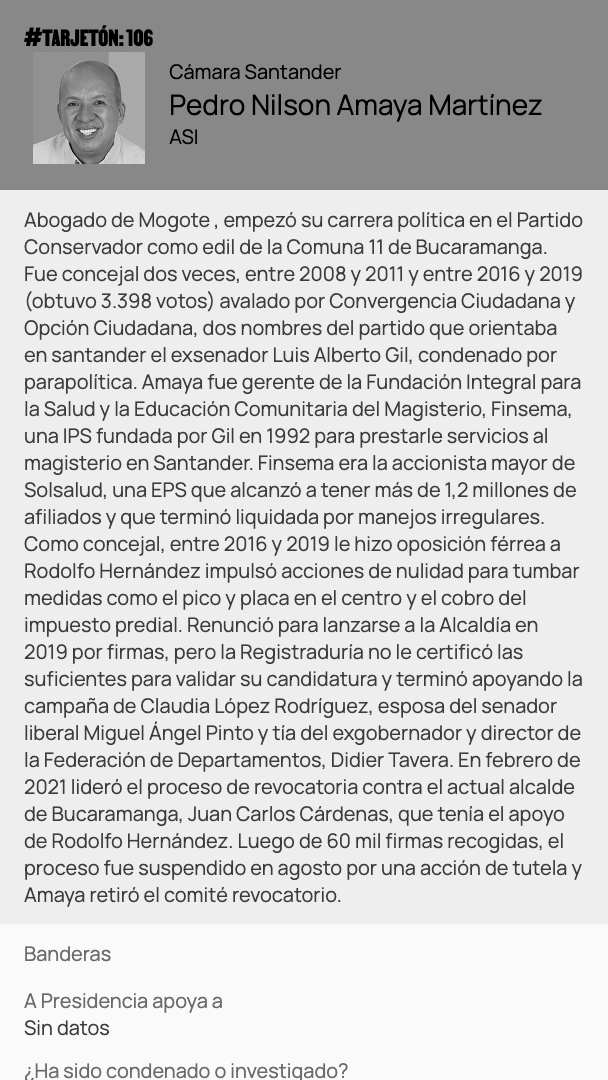 #TARJETÓN: 106
Cámara Santander
Pedro Nilson Amaya Martínez
ASI
Abogado de Mogote , empezó su carrera política en el Partido
Conservador como edil de la Comuna 11 de Bucaramanga.
Fue concejal dos veces, entre 2008 y 2011 y entre 2016 y 2019
(obtuvo 3.398 votos) avalado por Convergencia Ciudadana y
Opción Ciudadana, dos nombres del partido que orientaba
en santander el exsenador Luis Alberto Gil, condenado por
parapolítica. Amaya fue gerente de la Fundación Integral para
la Salud y la Educación Comunitaria del Magisterio, Finsema,
una IPS fundada por Gil en 1992 para prestarle servicios al
magisterio en Santander. Finsema era la accionista mayor de
Solsalud, una EPS que alcanzó a tener más de 1,2 millones de
afiliados y que terminó liquidada por manejos irregulares.
Como concejal, entre 2016 y 2019 le hizo oposición férrea a
Rodolfo Hernández impulsó acciones de nulidad para tumbar
medidas como el pico y placa en el centro y el cobro del
impuesto predial. Renunció para lanzarse a la Alcaldía en
2019 por firmas, pero la Registraduría no le certificó las
suficientes para validar su candidatura y terminó apoyando la
campaña de Claudia López Rodríguez, esposa del senador
liberal Miguel Ángel Pinto y tía del exgobernador y director de
la Federación de Departamentos, Didier Tavera. En febrero de
2021 lideró el proceso de revocatoria contra el actual alcalde
de Bucaramanga, Juan Carlos Cárdenas, que tenía el apoyo
de Rodolfo Hernández. Luego de 60 mil firmas recogidas, el
proceso fue suspendido en agosto por una acción de tutela y
Amaya retiró el comité revocatorio.
Banderas
A Presidencia apoya a
Sin datos
¿Ha sido condenado o investigado?